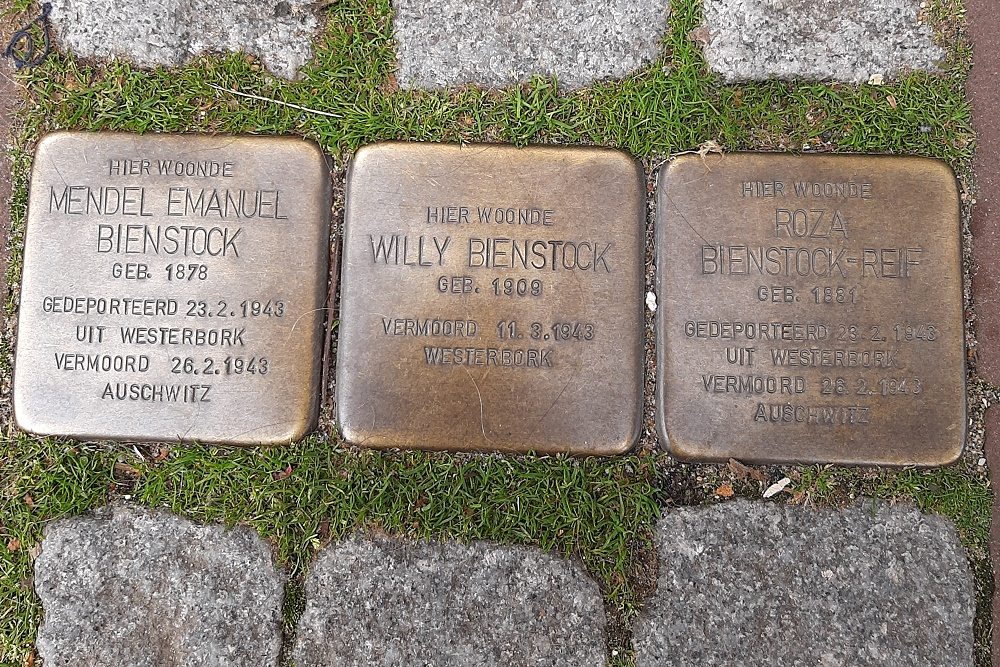 HIER WOONDE
MENDEL EMANUEL
BIENSTOCK
GEB. 1878
GEDEPORTEERD 23.2.1943
UIT WESTERBORK
VERMOORD 26.2.1943
AUSCHWITZ
HIER WOONDE
WILLY BIENSTOCK
GEB. 1909
VERMOORD 11.3.1943
WESTERBORK
HIER WOONDE
ROZA
BIENSTOCK-REIF
GEB. 1881
GEDEPORTEERD 23.2.1943
UIT WESTERBORK
VERMOORD 26.2.1943
AUSCHWITZ